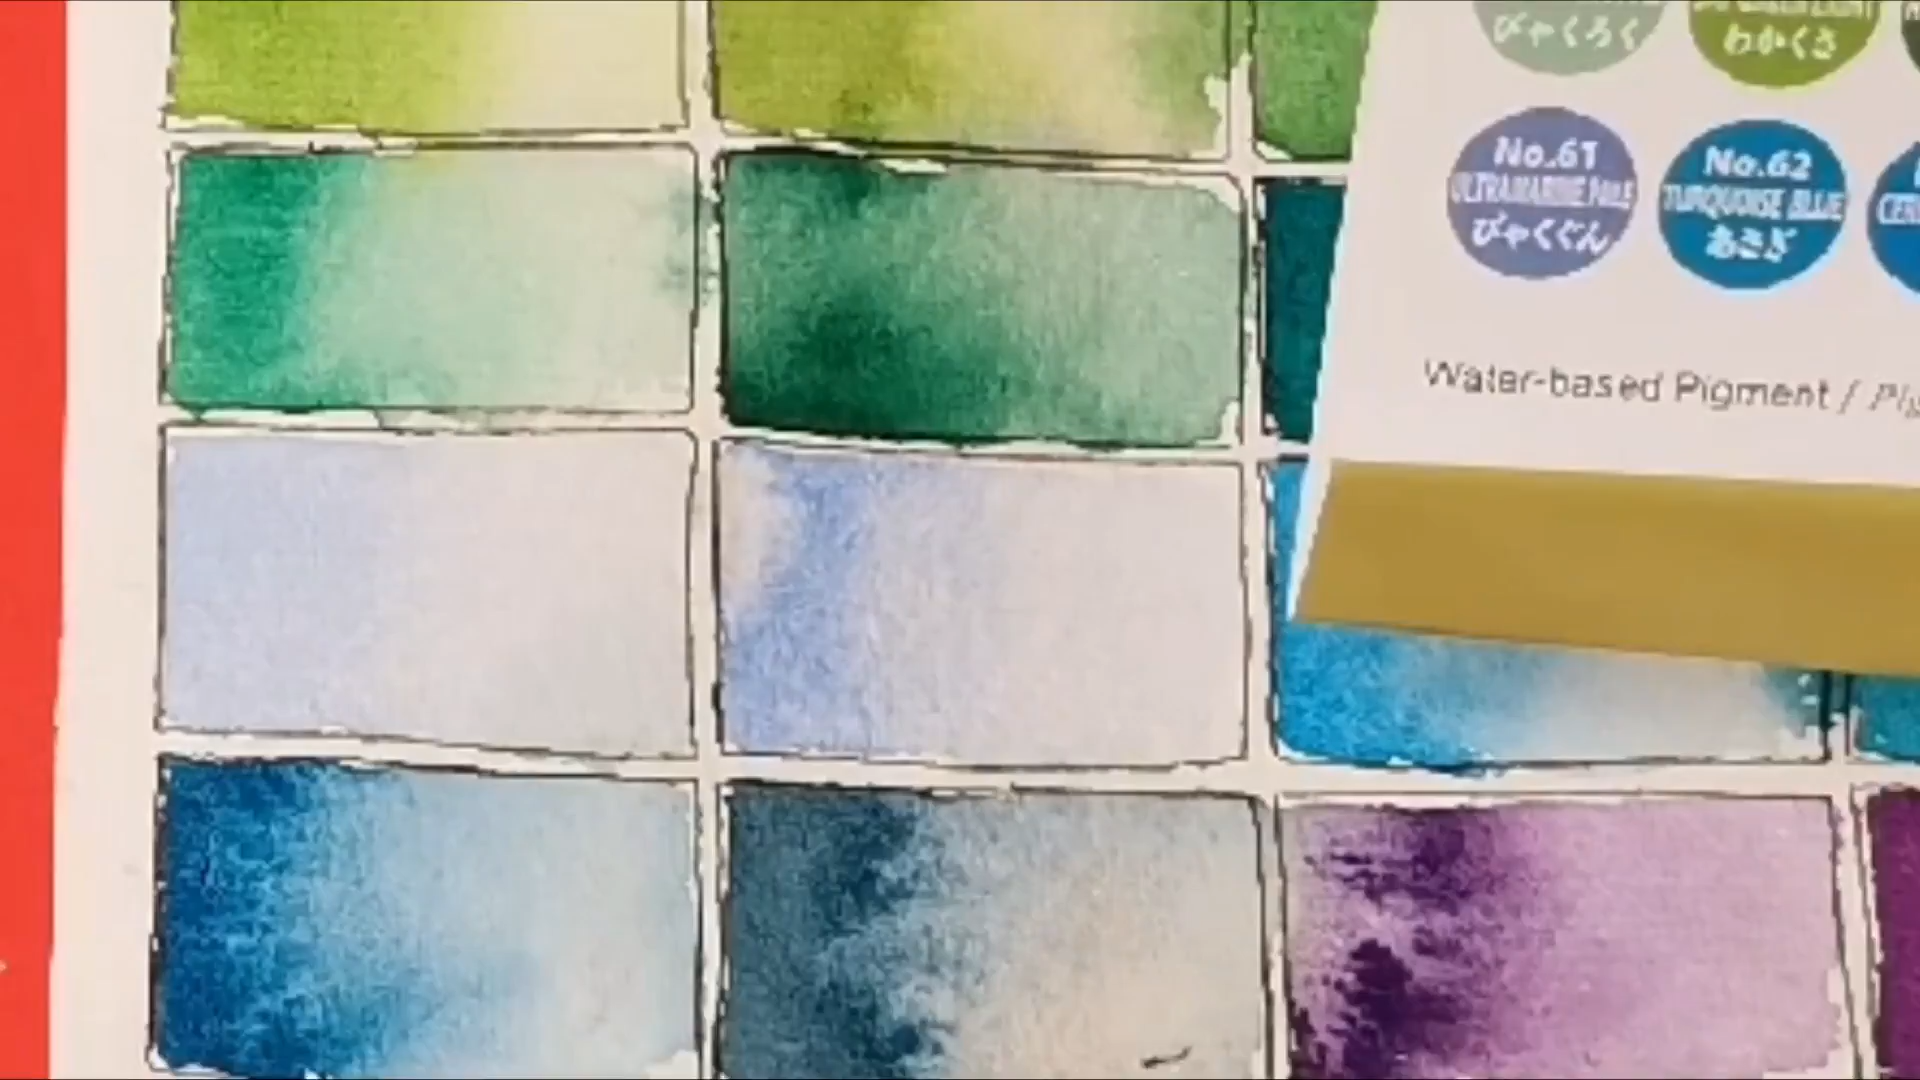 びゃくろく
わかくさ
No.61
ULTRAMARINE PALE
びゃくぐん
No.62
TURQUOISE BLUE
あさぎ
Water-based Pigment /